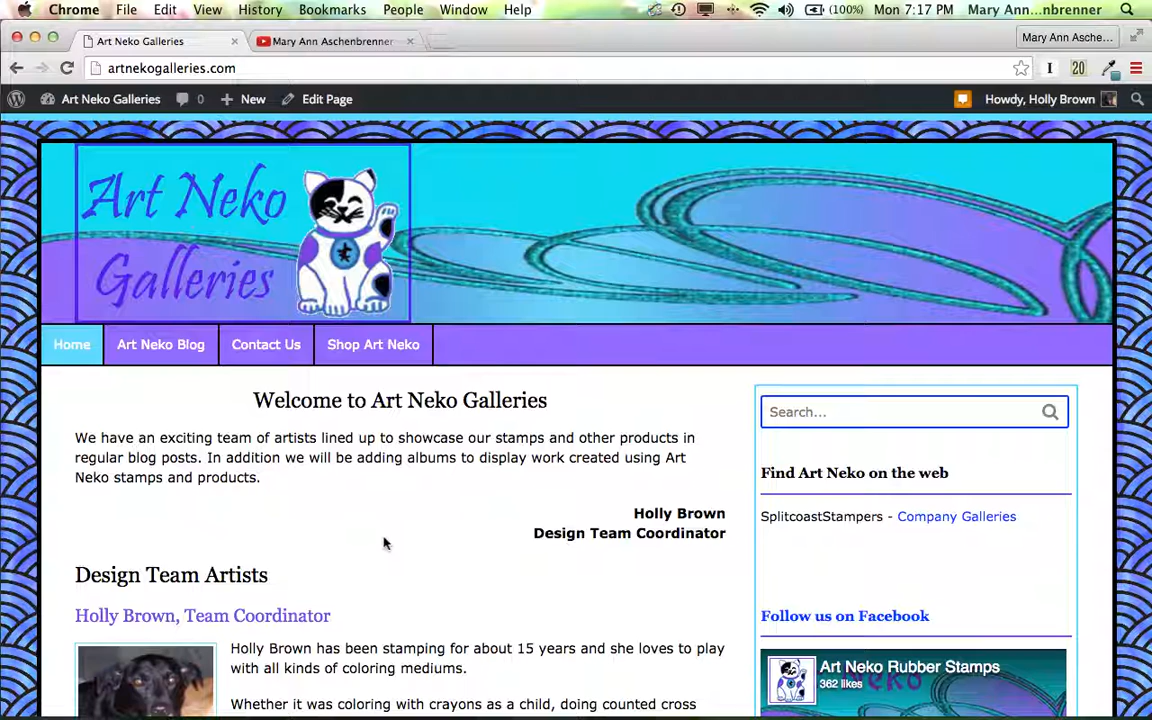 Chrome File Edit View History Bookmarks People Window Help (100%) Mon 7:17 PM Mary Ann...nbrenner
Art Neko Galleries × Mary Ann Aschenbrenner × Mary Ann Asche...
artnekogalleries.com 20
Art Neko Galleries 0 New Edit Page Howdy, Holly Brown
Art Neko
Galleries
Home Art Neko Blog Contact Us Shop Art Neko
Welcome to Art Neko Galleries
We have an exciting team of artists lined up to showcase our stamps and other products in
regular blog posts. In addition we will be adding albums to display work created using Art
Neko stamps and products.
Holly Brown
Design Team Coordinator
Design Team Artists
Holly Brown, Team Coordinator
Holly Brown has been stamping for about 15 years and she loves to play
with all kinds of coloring mediums.
Whether it was coloring with crayons as a child, doing counted cross
Search...
Find Art Neko on the web
SplitcoastStampers - Company Galleries
Follow us on Facebook
Art Neko Rubber Stamps
362 likes